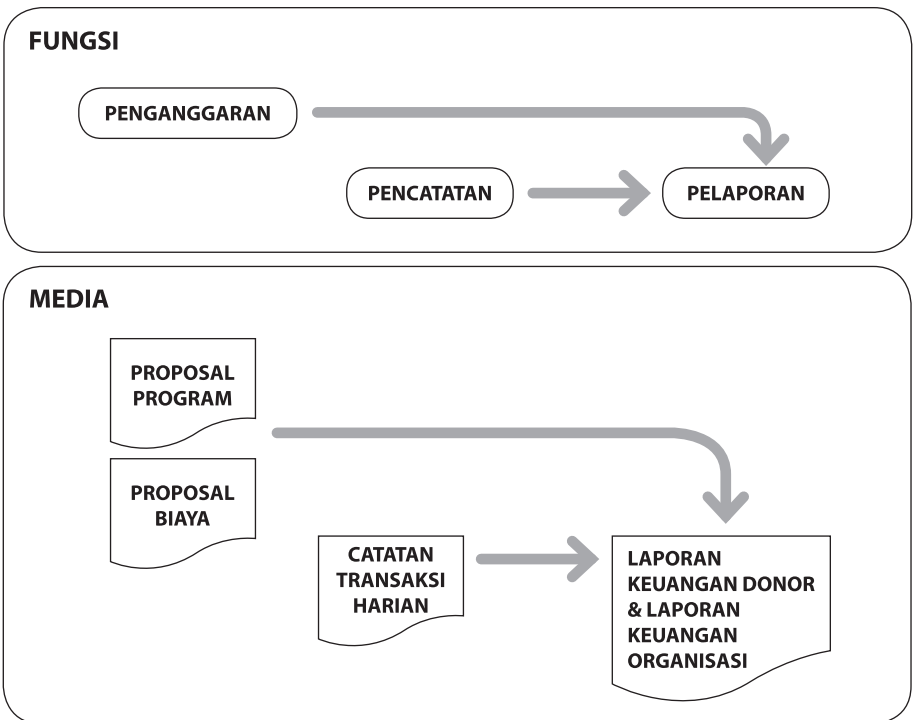 FUNGSI
PENGANGGARAN
PENCATATAN
PELAPORAN
MEDIA
PROPOSAL
PROGRAM
PROPOSAL
BIAYA
CATATAN
TRANSAKSI
HARIAN
LAPORAN
KEUANGAN DONOR
& LAPORAN
KEUANGAN
ORGANISASI